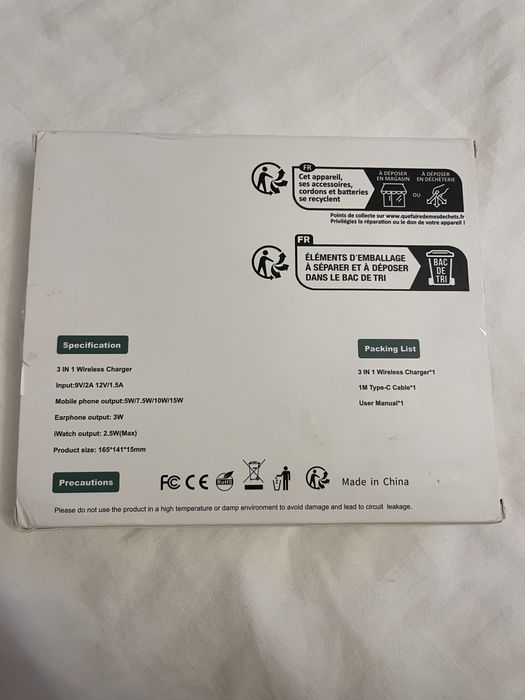 FR
Cet appareil,
ses accessoires,
cordons et batteries
se recyclent
À DÉPOSER
EN MAGASIN
OU
À DÉPOSER
EN DÉCHÈTERIE
Points de collecte sur www.quefairedemesdechets.fr
Privilégiez la réparation ou le don de votre appareil !
FR
ÉLÉMENTS D'EMBALLAGE
À SÉPARER ET À DÉPOSER
DANS LE BAC DE TRI
BAC
DE
TRI
Specification
3 IN 1 Wireless Charger
Input:9V/2A 12V/1.5A
Mobile phone output:5W/7.5W/10W/15W
Earphone output: 3W
iWatch output: 2.5W(Max)
Product size: 165*141*15mm
Packing List
3 IN 1 Wireless Charger*1
1M Type-C Cable*1
User Manual*1
Precautions
FC CE RoHS Made in China
Please do not use the product in a high temperature or damp environment to avoid damage and lead to circuit leakage.